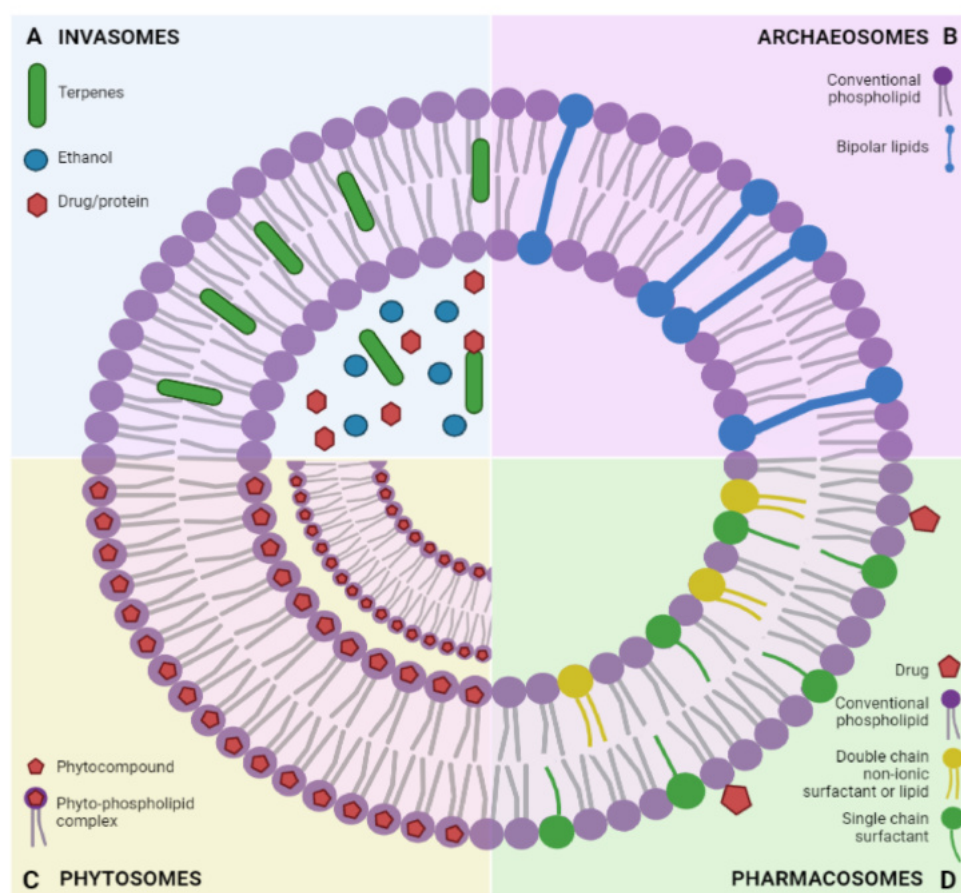 A INVASOMES
Terpenes
Ethanol
Drug/protein
ARCHAEOSOMES B
Conventional
phospholipid
Bipolar lipids
Phytocompound
Phyto-phospholipid
complex
C PHYTOSOMES
Drug
Conventional
phospholipid
Double chain
non-ionic
surfactant or lipid
Single chain
surfactant
PHARMACOSOMES D